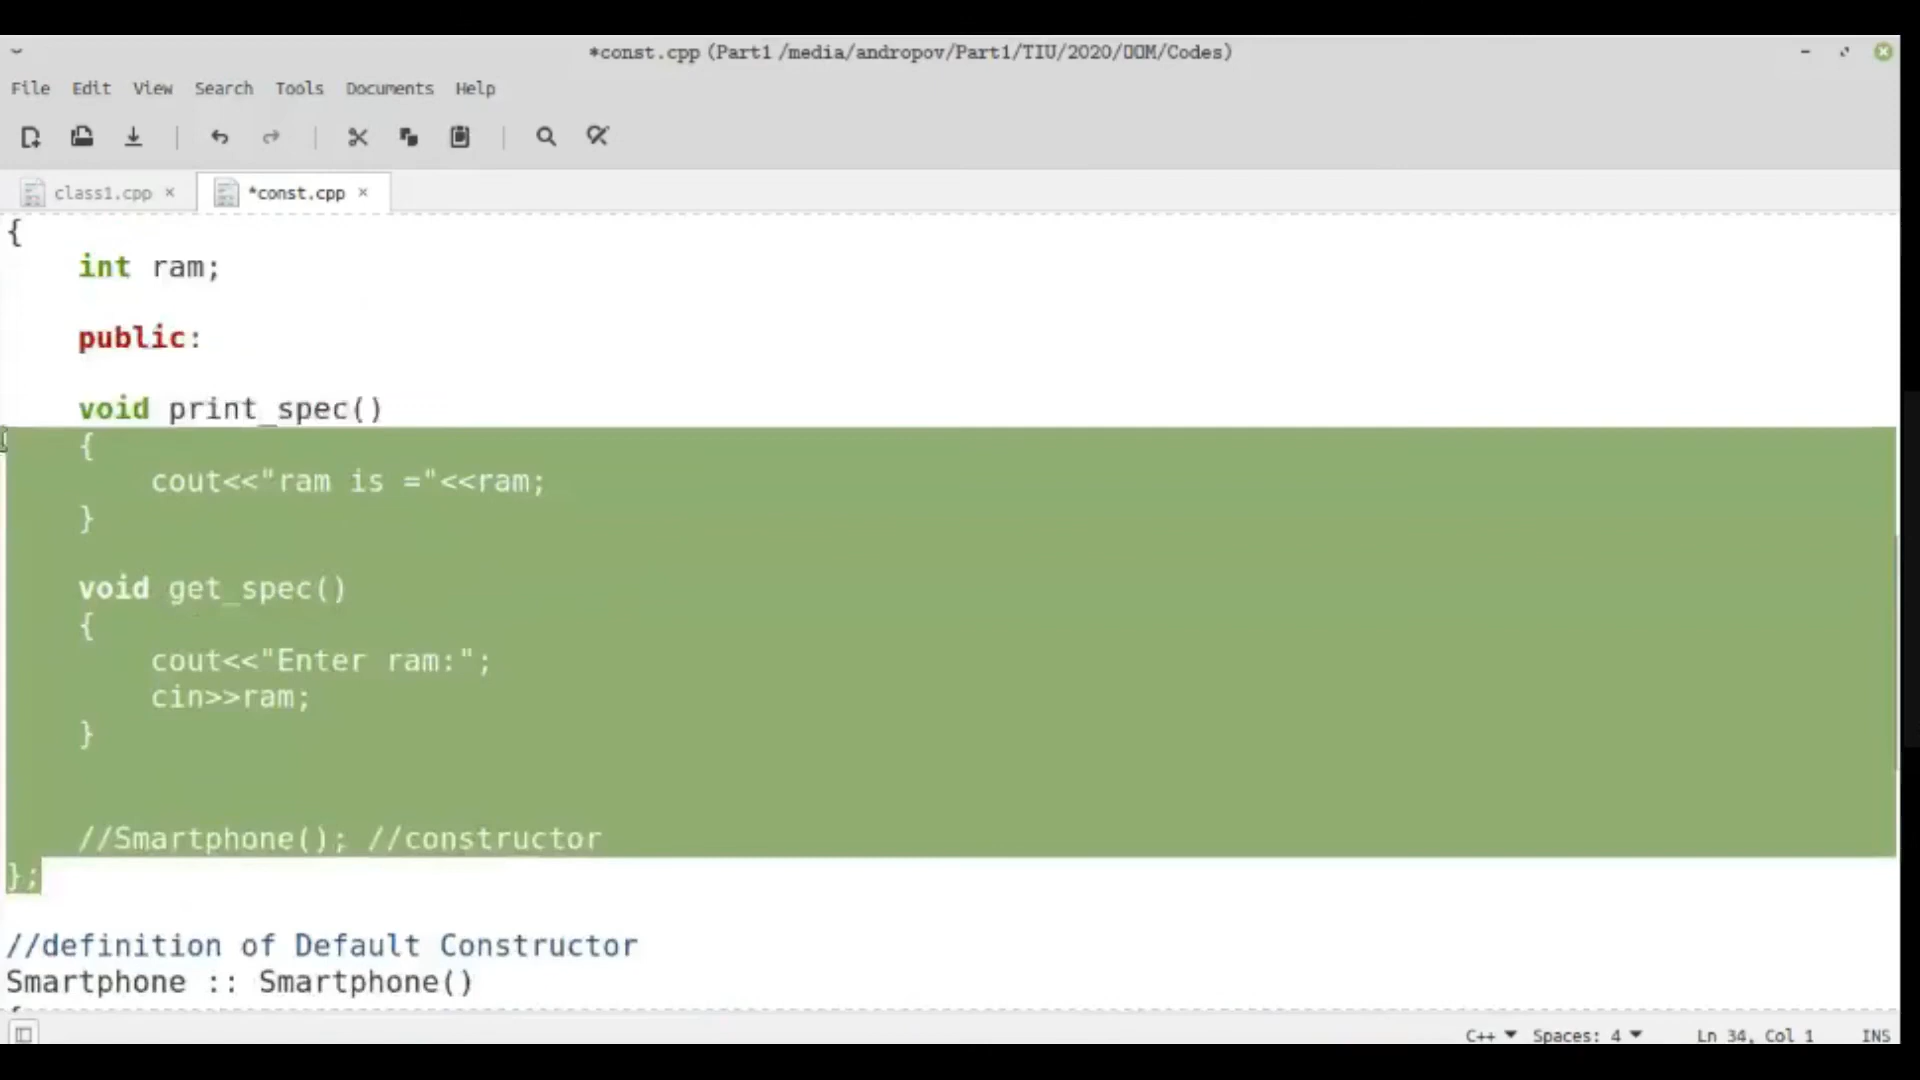 *const.cpp (Part1 /media/andropov/Part1/TIU/2020/OOM/Codes)
File Edit View Search Tools Documents Help
class1.cpp × *const.cpp ×
{
int ram;
public:
void print_spec()
{
cout<<"ram is ="<<ram;
}
void get_spec()
{
cout<<"Enter ram:";
cin>>ram;
}
//Smartphone(); //constructor
};
//definition of Default Constructor
Smartphone :: Smartphone()
C++ Spaces: 4 Ln 34, Col 1 INS